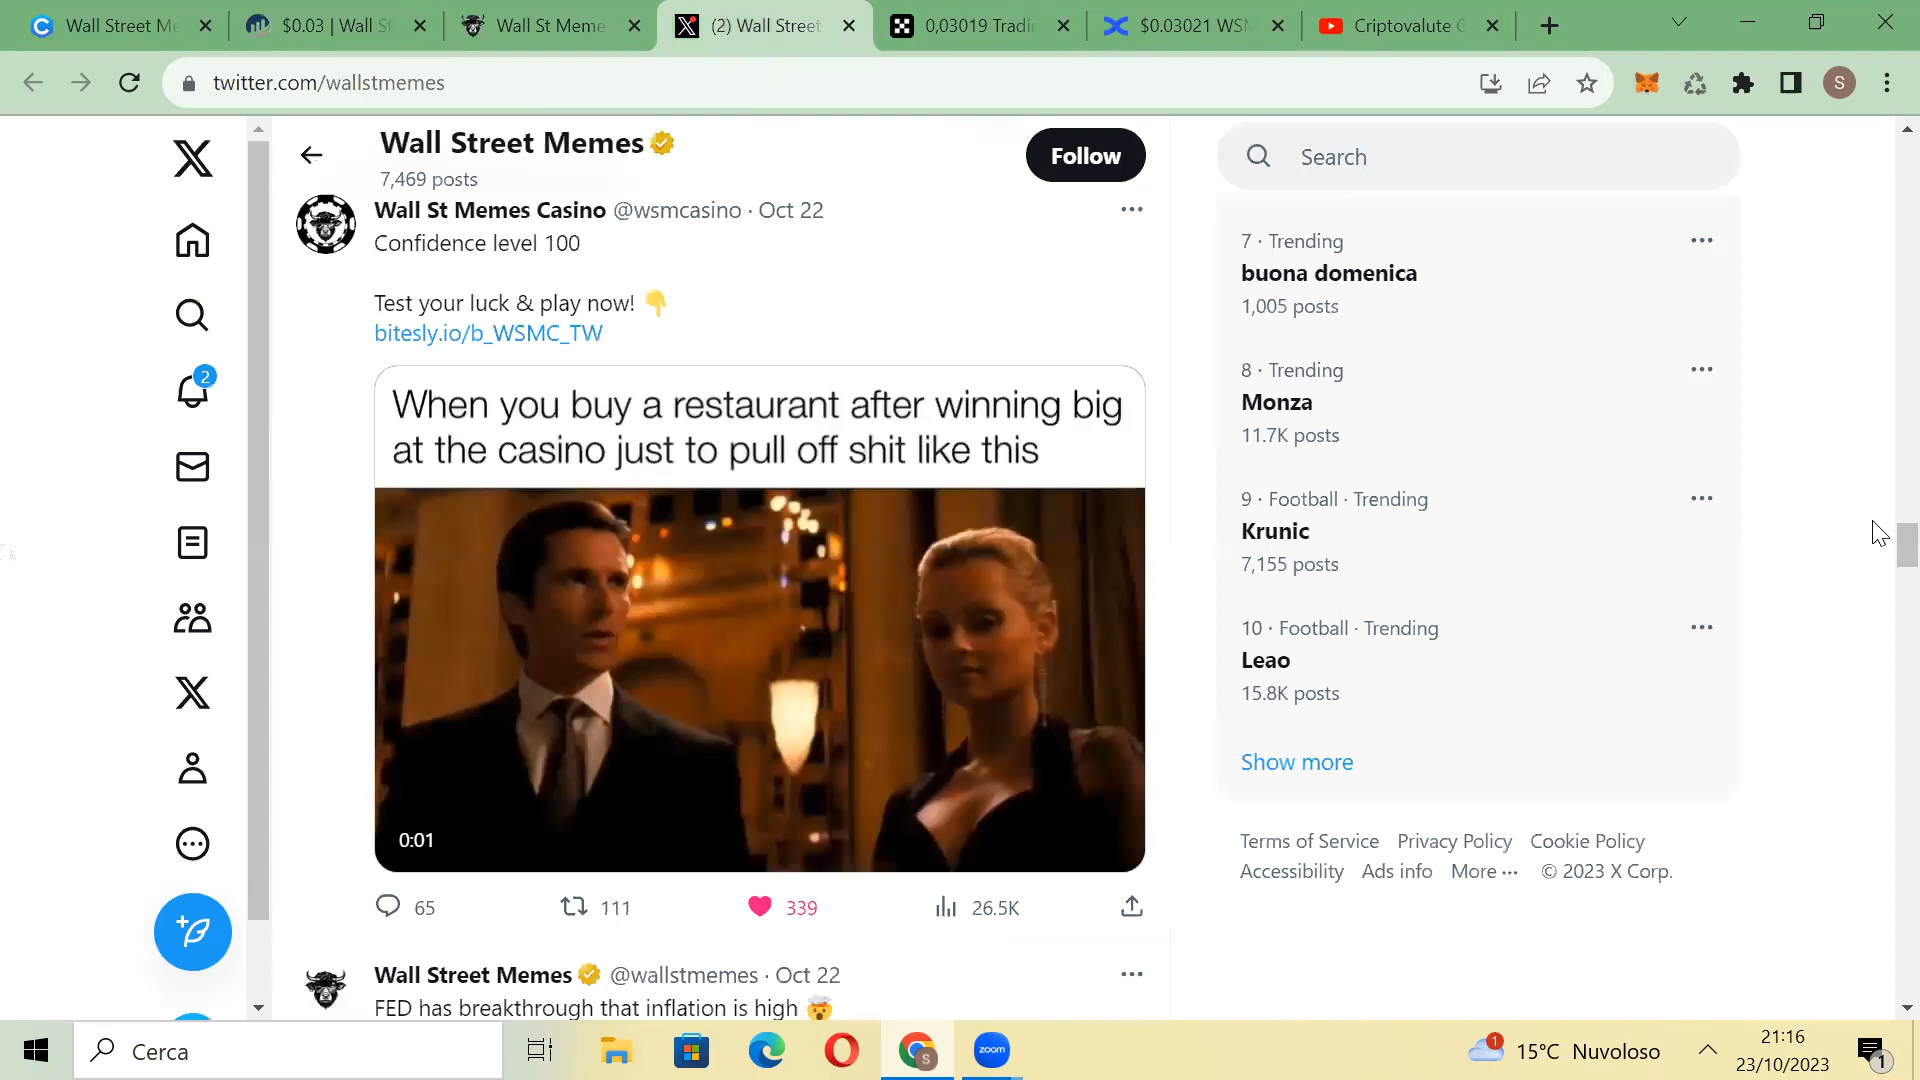 Wall Street Me
$0.03 | Wall S
Wall St Meme
(2) Wall Street
0,03019 Tradi
$0.03021 WSM
Criptovalute G
twitter.com/wallstmemes
S
Wall Street Memes
7,469 posts
Follow
Search
Wall St Memes Casino @wsmcasino · Oct 22
Confidence level 100
Test your luck & play now! 👇
bitesly.io/b_WSMC_TW
When you buy a restaurant after winning big
at the casino just to pull off shit like this
0:01
65
111
339
26.5K
Wall Street Memes @wallstmemes · Oct 22
FED has breakthrough that inflation is high 🤯
2
7 · Trending
buona domenica
1,005 posts
8 · Trending
Monza
11.7K posts
9 · Football · Trending
Krunic
7,155 posts
10 · Football · Trending
Leao
15.8K posts
Show more
Terms of Service Privacy Policy Cookie Policy
Accessibility Ads info More ··· © 2023 X Corp.
Cerca
S
zoom
1
15°C Nuvoloso
21:16
23/10/2023
1